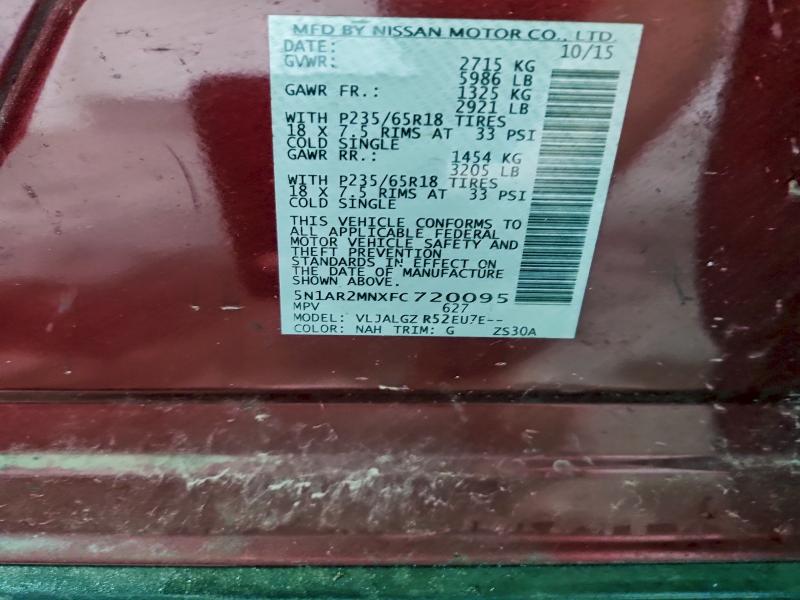 MFD BY NISSAN MOTOR CO., LTD.
DATE: 10/15
GVWR: 2715 KG
5986 LB
GAWR FR.: 1325 KG
2921 LB
WITH P235/65R18 TIRES
18 X 7.5 RIMS AT 33 PSI
COLD SINGLE
GAWR RR.: 1454 KG
3205 LB
WITH P235/65R18 TIRES
18 X 7.5 RIMS AT 33 PSI
COLD SINGLE
THIS VEHICLE CONFORMS TO
ALL APPLICABLE FEDERAL
MOTOR VEHICLE SAFETY AND
THEFT PREVENTION
STANDARDS IN EFFECT ON
THE DATE OF MANUFACTURE
SHOWN ABOVE.
5N1AR2MNXFC720095
MPV 627
MODEL: VLJALGZ R52EU7E--
COLOR: NAH TRIM: G ZS30A